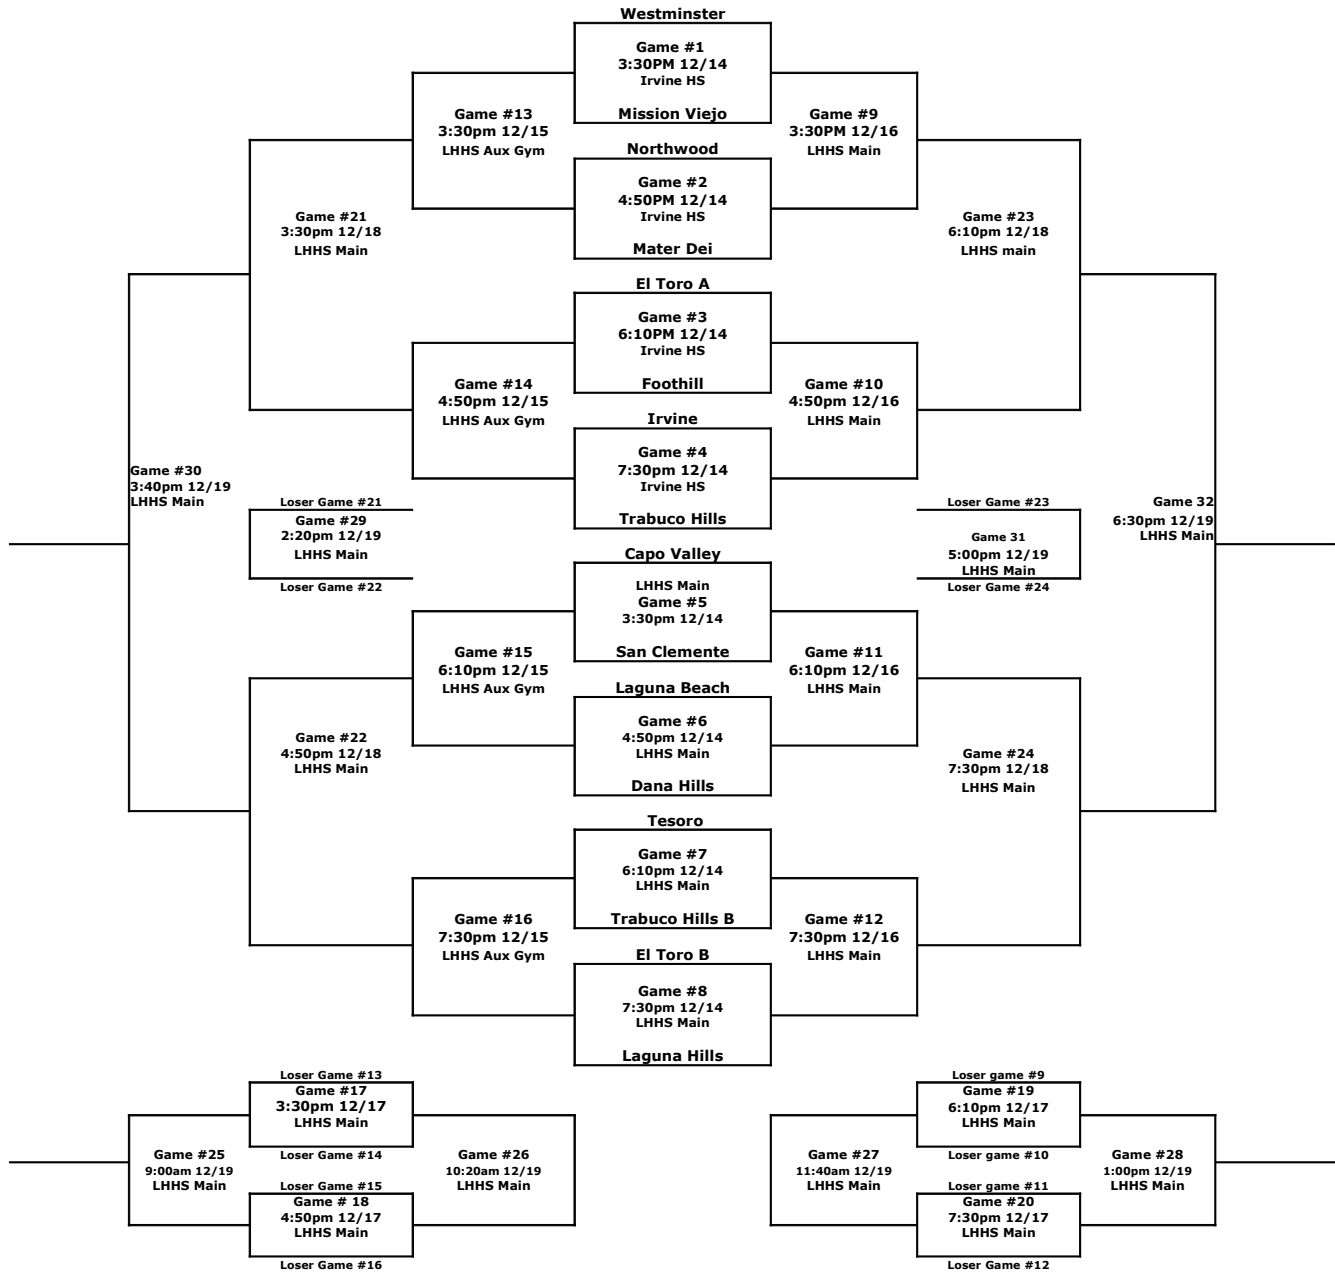 Westminster
Game #1
3:30PM 12/14
Irvine HS
Mission Viejo
Game #13
3:30pm 12/15
LHHS Aux Gym
Game #9
3:30PM 12/16
LHHS Main
Northwood
Game #2
4:50PM 12/14
Irvine HS
Mater Dei
Game #21
3:30pm 12/18
LHHS Main
Game #23
6:10pm 12/18
LHHS main
El Toro A
Game #3
6:10PM 12/14
Irvine HS
Foothill
Game #14
4:50pm 12/15
LHHS Aux Gym
Game #10
4:50pm 12/16
LHHS Main
Irvine
Game #4
7:30pm 12/14
Irvine HS
Trabuco Hills
Game #30
3:40pm 12/19
LHHS Main
Loser Game #21
Game #29
2:20pm 12/19
LHHS Main
Loser Game #22
Loser Game #23
Game 31
5:00pm 12/19
LHHS Main
Loser Game #24
Game 32
6:30pm 12/19
LHHS Main
Capo Valley
LHHS Main
Game #5
3:30pm 12/14
San Clemente
Game #15
6:10pm 12/15
LHHS Aux Gym
Game #11
6:10pm 12/16
LHHS Main
Laguna Beach
Game #6
4:50pm 12/14
LHHS Main
Dana Hills
Game #22
4:50pm 12/18
LHHS Main
Game #24
7:30pm 12/18
LHHS Main
Tesoro
Game #7
6:10pm 12/14
LHHS Main
Trabuco Hills B
Game #16
7:30pm 12/15
LHHS Aux Gym
Game #12
7:30pm 12/16
LHHS Main
El Toro B
Game #8
7:30pm 12/14
LHHS Main
Laguna Hills
Loser Game #13
Game #17
3:30pm 12/17
LHHS Main
Loser Game #14
Game #25
9:00am 12/19
LHHS Main
Game #26
10:20am 12/19
LHHS Main
Loser Game #15
Game # 18
4:50pm 12/17
LHHS Main
Loser Game #16
Loser game #9
Game #19
6:10pm 12/17
LHHS Main
Loser game #10
Game #27
11:40am 12/19
LHHS Main
Game #28
1:00pm 12/19
LHHS Main
Loser game #11
Game #20
7:30pm 12/17
LHHS Main
Loser Game #12